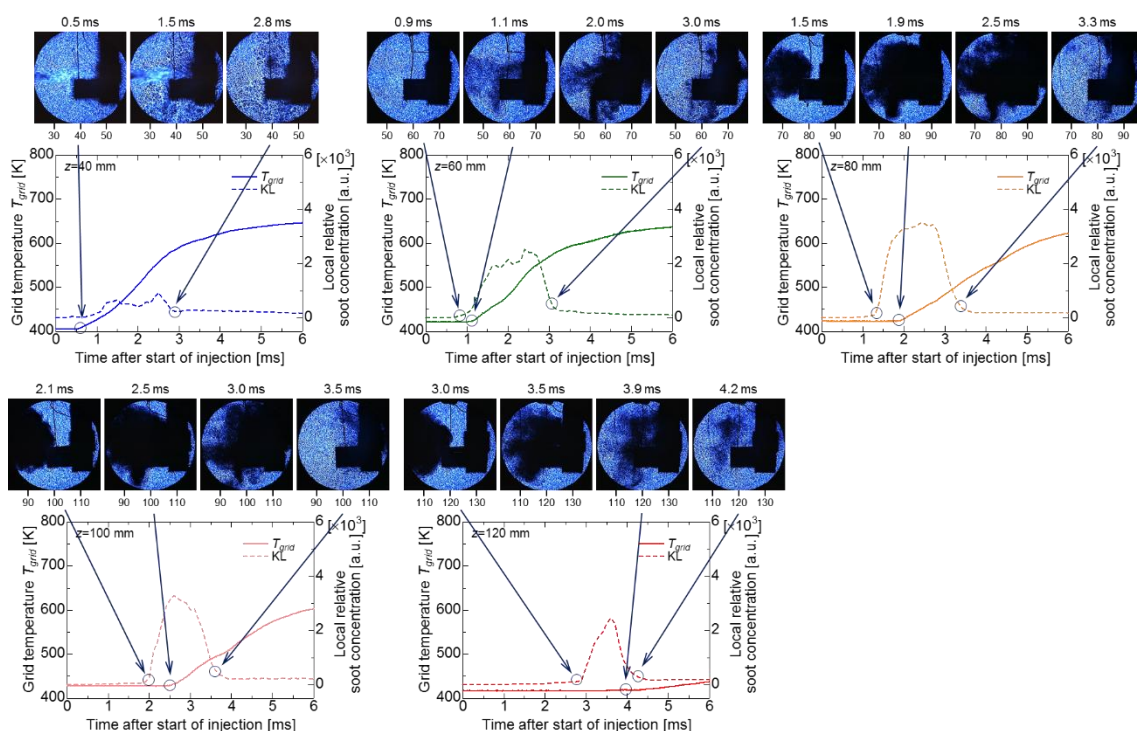 0.5 ms 1.5 ms 2.8 ms
30 40 50 30 40 50 30 40 50
800 6 [×10³]
z=40 mm
T_grid
KL
700
600 4
500 2
400 0
0 1 2 3 4 5 6
Grid temperature T_grid [K]
Local relative
soot concentration [a.u.]
Time after start of injection [ms]
0.9 ms 1.1 ms 2.0 ms 3.0 ms
50 60 70 50 60 70 50 60 70 50 60 70
800 6 [×10³]
z=60 mm
T_grid
KL
700
600 4
500 2
400 0
0 1 2 3 4 5 6
Grid temperature T_grid [K]
Local relative
soot concentration [a.u.]
Time after start of injection [ms]
1.5 ms 1.9 ms 2.5 ms 3.3 ms
70 80 90 70 80 90 70 80 90 70 80 90
800 6 [×10³]
z=80 mm
T_grid
KL
700
600 4
500 2
400 0
0 1 2 3 4 5 6
Grid temperature T_grid [K]
Local relative
soot concentration [a.u.]
Time after start of injection [ms]
2.1 ms 2.5 ms 3.0 ms 3.5 ms
90 100 110 90 100 110 90 100 110 90 100 110
800 6 [×10³]
z=100 mm
T_grid
KL
700
600 4
500 2
400 0
0 1 2 3 4 5 6
Grid temperature T_grid [K]
Local relative
soot concentration [a.u.]
Time after start of injection [ms]
3.0 ms 3.5 ms 3.9 ms 4.2 ms
110 120 130 110 120 130 110 120 130 110 120 130
800 6 [×10³]
z=120 mm
T_grid
KL
700
600 4
500 2
400 0
0 1 2 3 4 5 6
Grid temperature T_grid [K]
Local relative
soot concentration [a.u.]
Time after start of injection [ms]